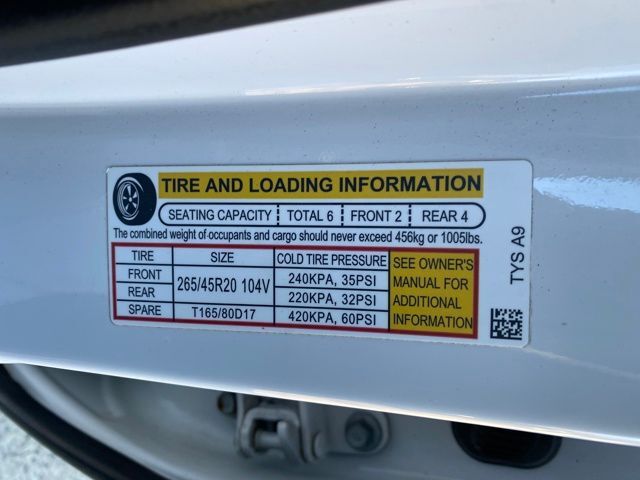 TIRE AND LOADING INFORMATION
SEATING CAPACITY TOTAL 6 FRONT 2 REAR 4
The combined weight of occupants and cargo should never exceed 456kg or 1005lbs.
TIRE SIZE COLD TIRE PRESSURE
FRONT 265/45R20 104V 240KPA, 35PSI
REAR 220KPA, 32PSI
SPARE T165/80D17 420KPA, 60PSI
SEE OWNER'S
MANUAL FOR
ADDITIONAL
INFORMATION
TYS A9